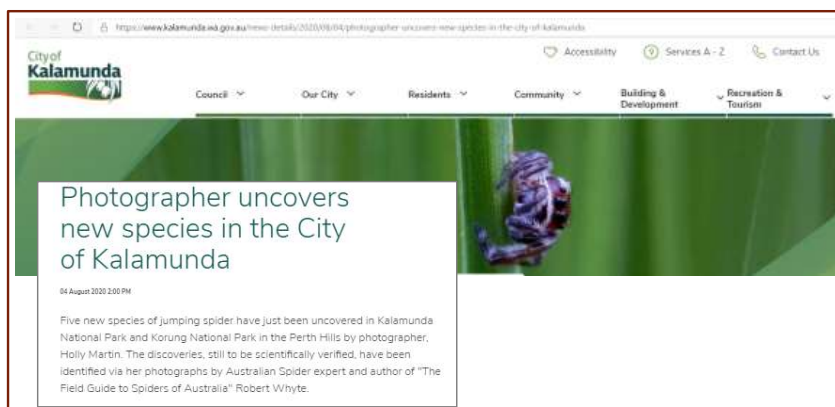 https://www.kalamunda.wa.gov.au/news-details/2020/08/04/photographer-uncovers-new-species-in-the-city-of-kalamunda
Accessibility Services A - Z Contact Us
City of
Kalamunda
Council Our City Residents Community Building & Development Recreation & Tourism
Photographer uncovers
new species in the City
of Kalamunda
04 August 2020 2:00 PM
Five new species of jumping spider have just been uncovered in Kalamunda
National Park and Korung National Park in the Perth Hills by photographer,
Holly Martin. The discoveries, still to be scientifically verified, have been
identified via her photographs by Australian Spider expert and author of "The
Field Guide to Spiders of Australia" Robert Whyte.